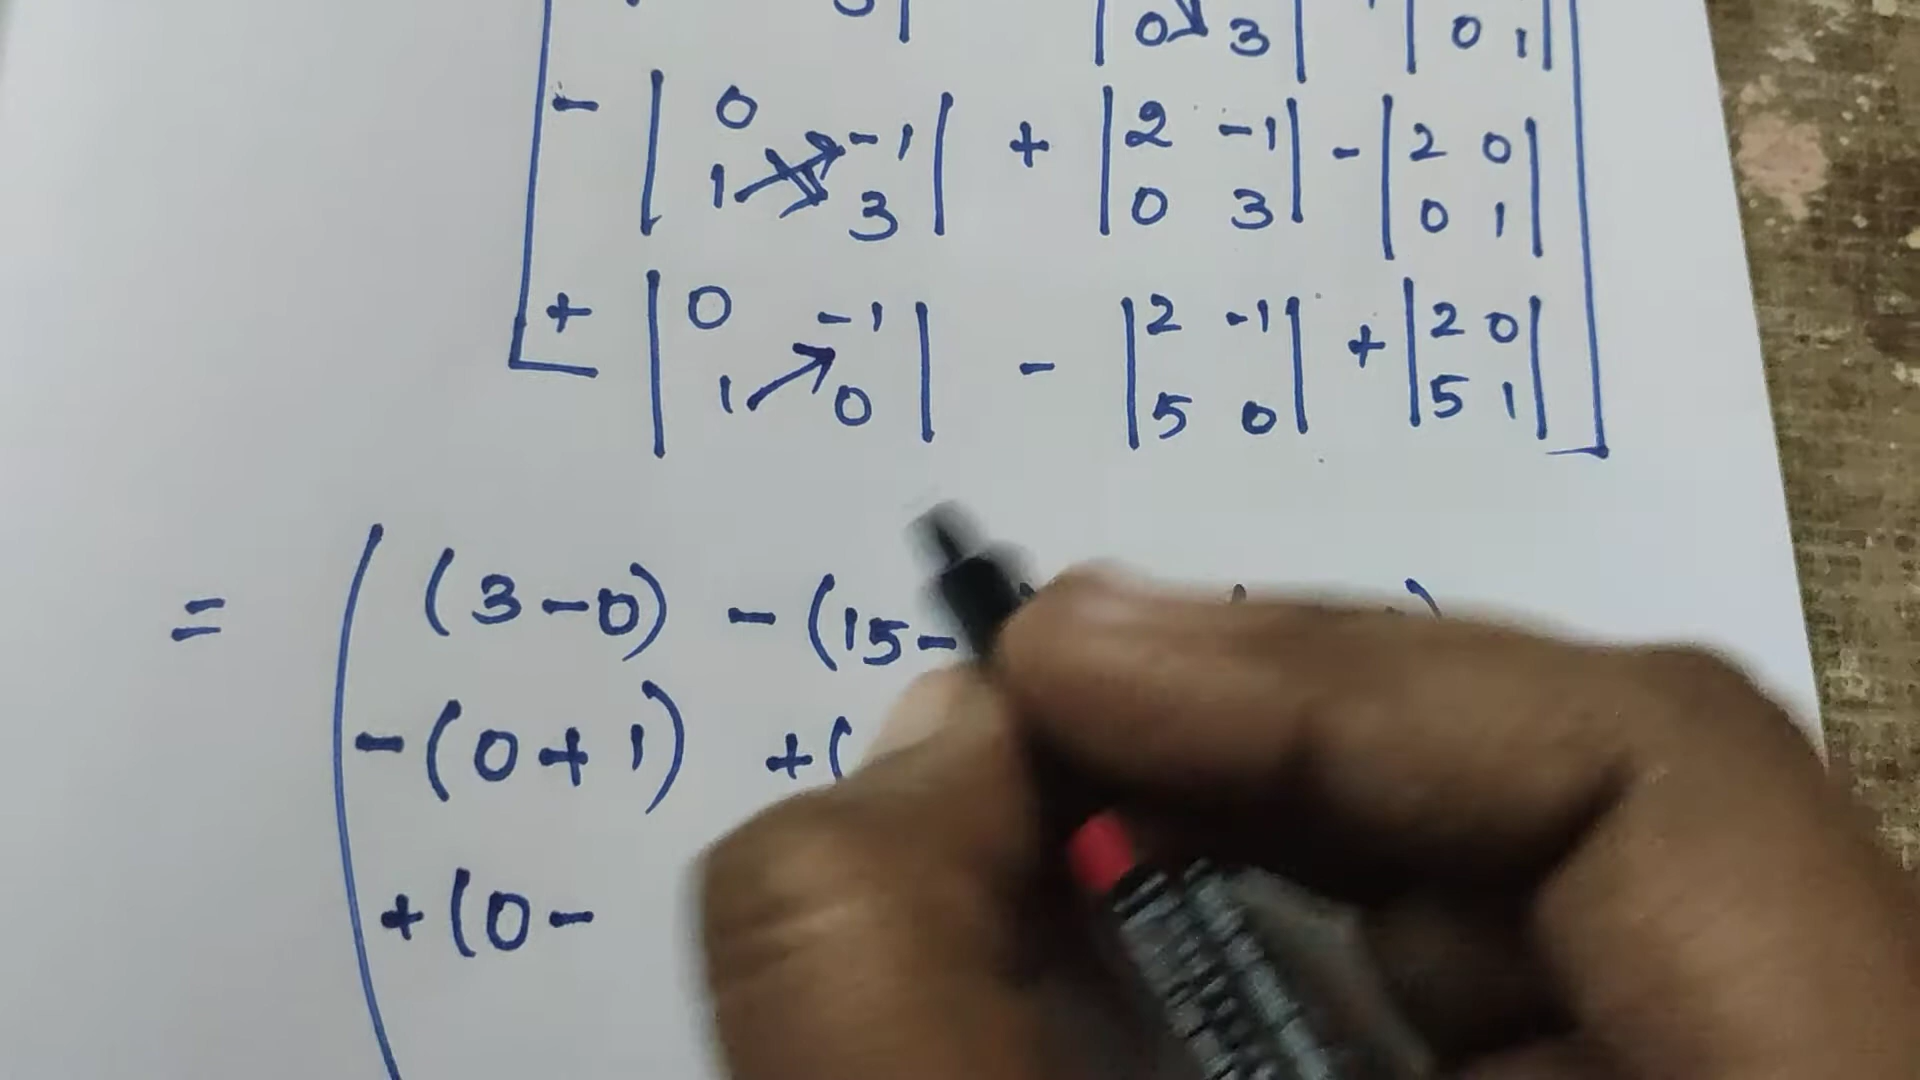 0 3 | | 0 1 |
- | 0 -1 | + | 2 -1 | - | 2 0 |
| 1 3 | | 0 3 | | 0 1 |
+ | 0 -1 | - | 2 -1 | + | 2 0 |
| 1 0 | | 5 0 | | 5 1 |
= ( (3-0) -(15-
-(0+1) +(
+(0-